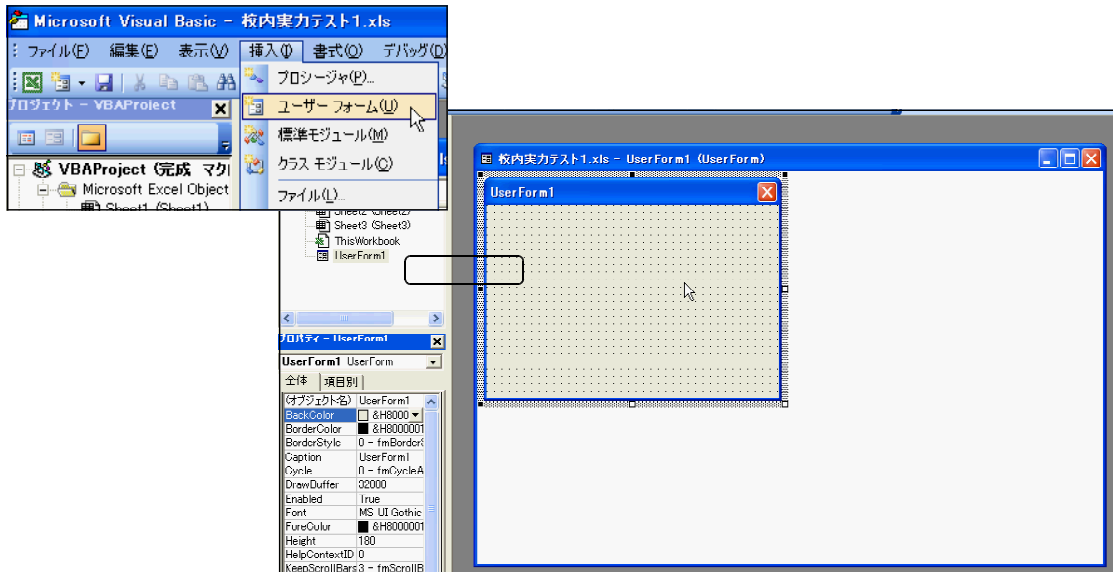 Microsoft Visual Basic - 校内実力テスト1.xls
ファイル(F) 編集(E) 表示(V) 挿入(I) 書式(O) デバッグ(D)
プロシージャ(P)...
プロジェクト - VBAProject
ユーザー フォーム(U)
標準モジュール(M)
クラス モジュール(C)
ファイル(L)...
VBAProject (完成 マク
Microsoft Excel Object
Sheet1 (Sheet1)
Sheet2 (Sheet2)
Sheet3 (Sheet3)
ThisWorkbook
UserForm1
校内実力テスト1.xls - UserForm1 (UserForm)
UserForm1
プロパティ - UserForm1
UserForm1 UserForm
全体 項目別
(オブジェクト名) UserForm1
BackColor &H8000
BorderColor &H8000001
BorderStyle 0 - fmBorderS
Caption UserForm1
Cycle 0 - fmCycleA
DrawBuffer 32000
Enabled True
Font MS UI Gothic
ForeColor &H8000001
Height 180
HelpContextID 0
KeepScrollBars 3 - fmScrollB